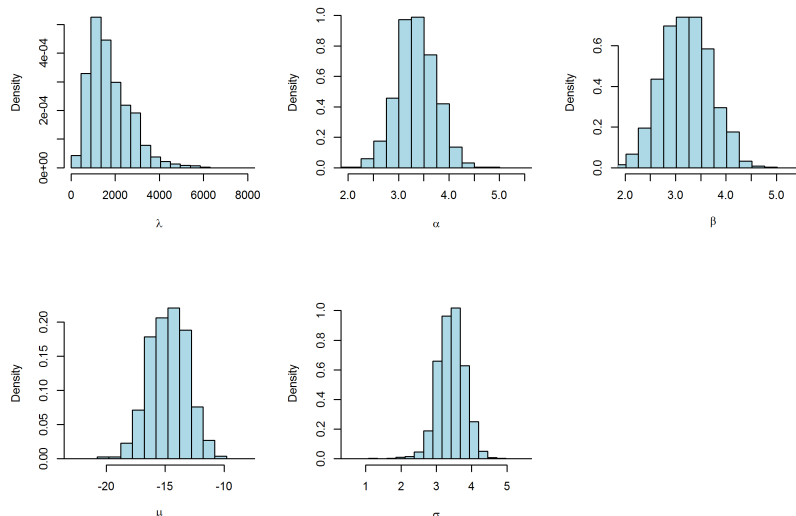 Density
0e+00 2e-04 4e-04
0 2000 4000 6000 8000
λ
Density
0.0 0.2 0.4 0.6 0.8 1.0
2.0 3.0 4.0 5.0
α
Density
0.0 0.2 0.4 0.6
2.0 3.0 4.0 5.0
β
Density
0.00 0.05 0.10 0.15 0.20
-20 -15 -10
μ
Density
0.0 0.2 0.4 0.6 0.8 1.0
1 2 3 4 5
σ